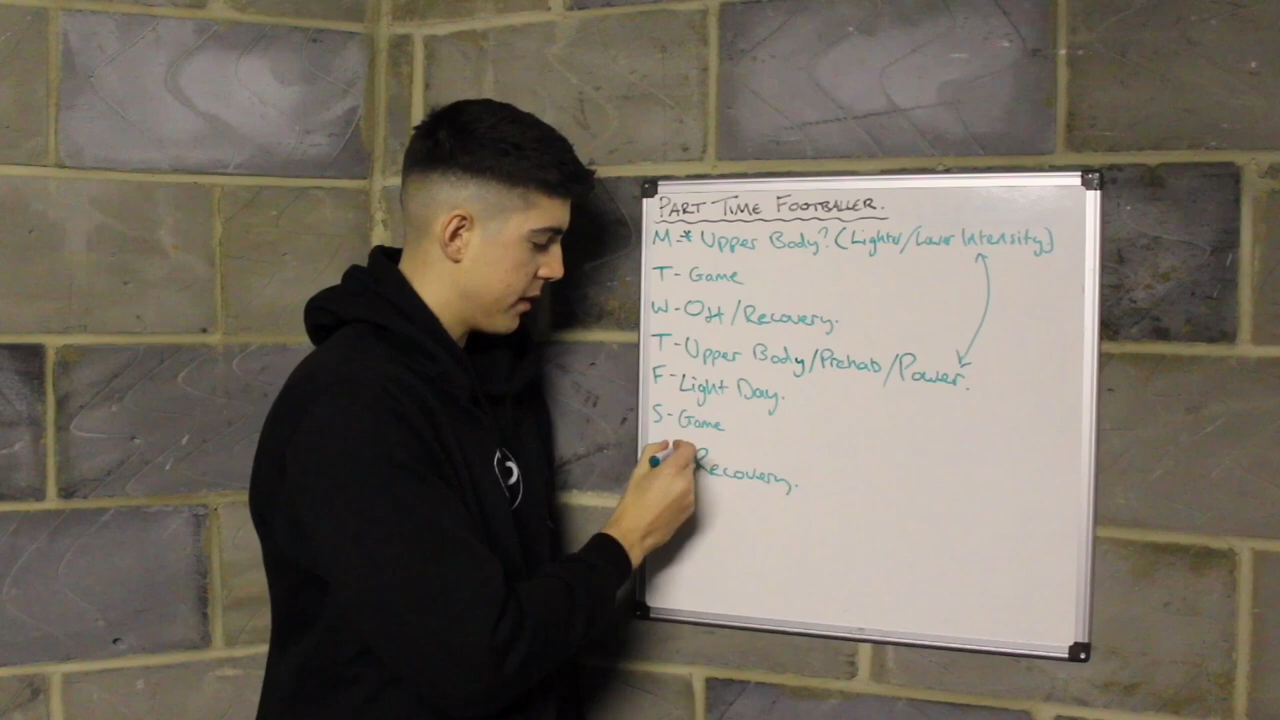 PART TIME FOOTBALLER.
M-* Upper Body? (Lighter/Lower Intensity)
T- Game
W- Off/Recovery.
T- Upper Body/Prehab/Power.
F- Light Day.
S- Game
Recovery.